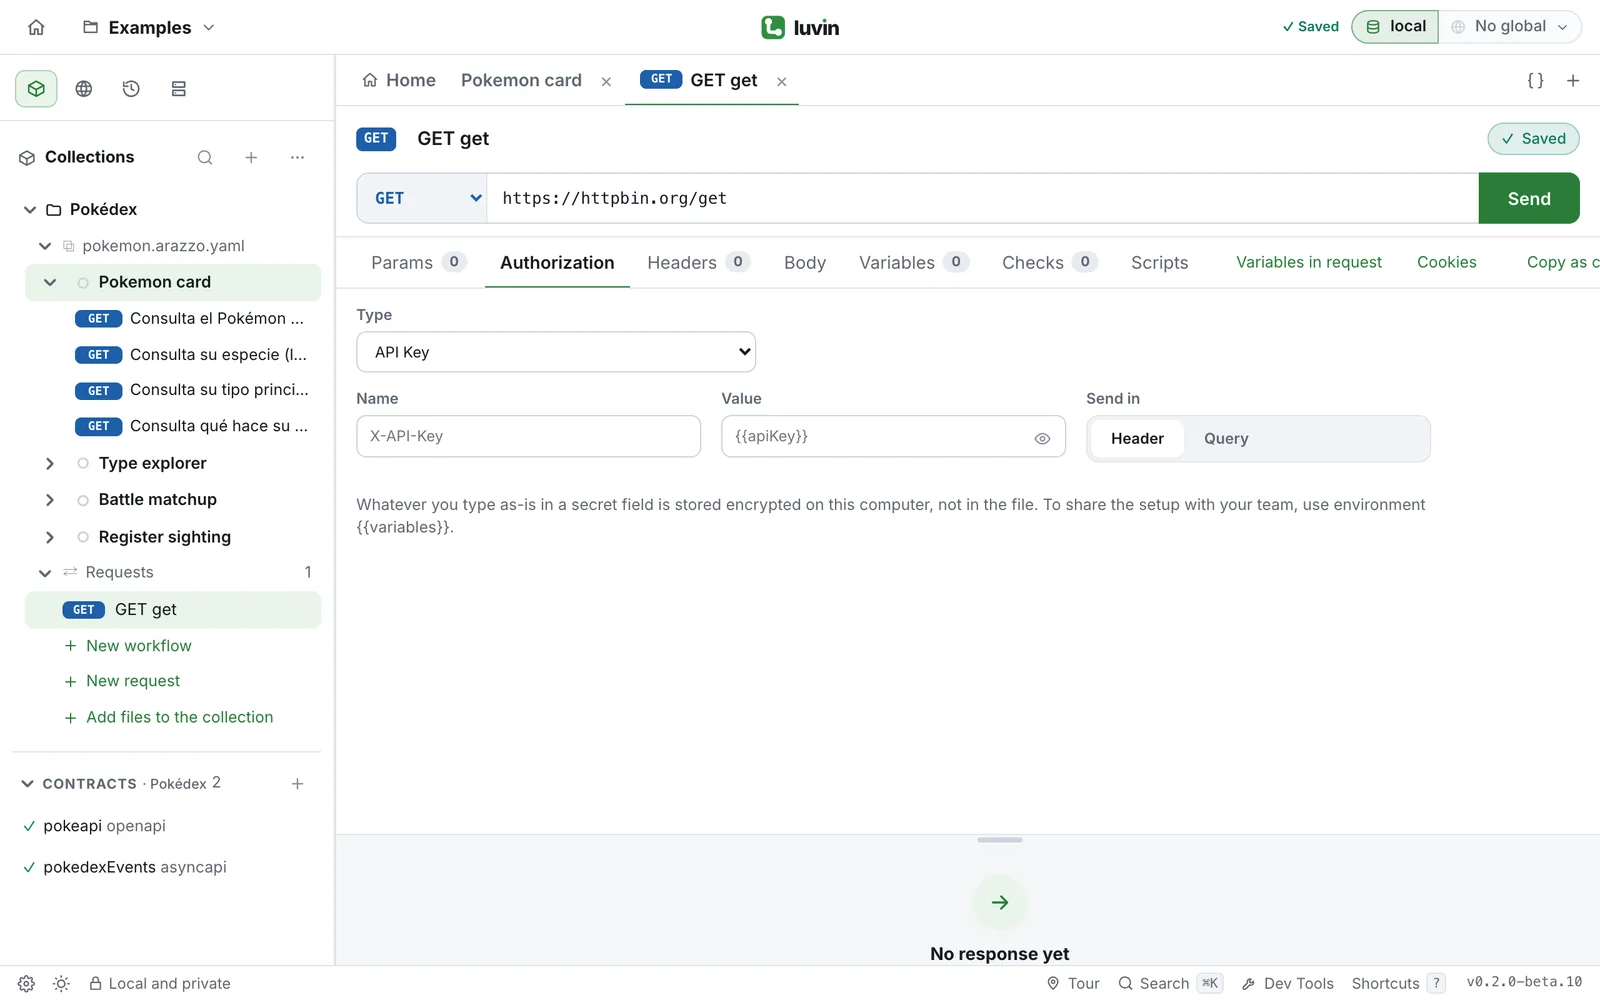 Examples
luvin
Saved
local
No global
Home
Pokemon card
GET GET get
Collections
GET GET get
Saved
GET
https://httpbin.org/get
Send
Pokédex
pokemon.arazzo.yaml
Pokemon card
GET Consulta el Pokémon ...
GET Consulta su especie (l...
GET Consulta su tipo princi...
GET Consulta qué hace su ...
Type explorer
Battle matchup
Register sighting
Requests 1
GET GET get
+ New workflow
+ New request
+ Add files to the collection
CONTRACTS · Pokédex 2
pokeapi openapi
pokedexEvents asyncapi
Params 0
Authorization
Headers 0
Body
Variables 0
Checks 0
Scripts
Variables in request
Cookies
Copy as c
Type
API Key
Name
Value
Send in
X-API-Key
{{apiKey}}
Header
Query
Whatever you type as-is in a secret field is stored encrypted on this computer, not in the file. To share the setup with your team, use environment
{{variables}}.
No response yet
Local and private
Tour
Search ⌘K
Dev Tools
Shortcuts ?
v0.2.0-beta.10